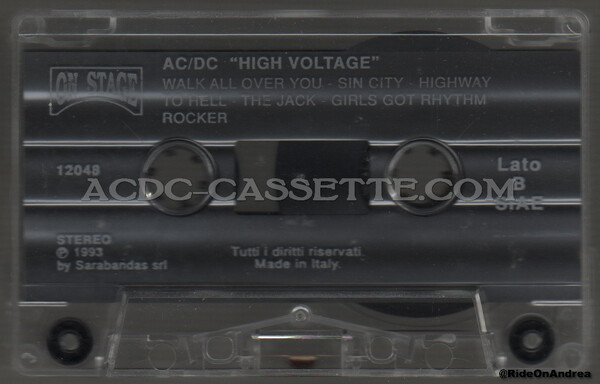 AC/DC "HIGH VOLTAGE"
ON STAGE
WALK ALL OVER YOU - SIN CITY - HIGHWAY
TO HELL - THE JACK - GIRLS GOT RHYTHM
ROCKER
12048
Lato
B
SIAE
ACDC-CASSETTE.COM
STEREO
℗ 1993
by Sarabandas srl
Tutti i diritti riservati.
Made in Italy.
@RideOnAndrea